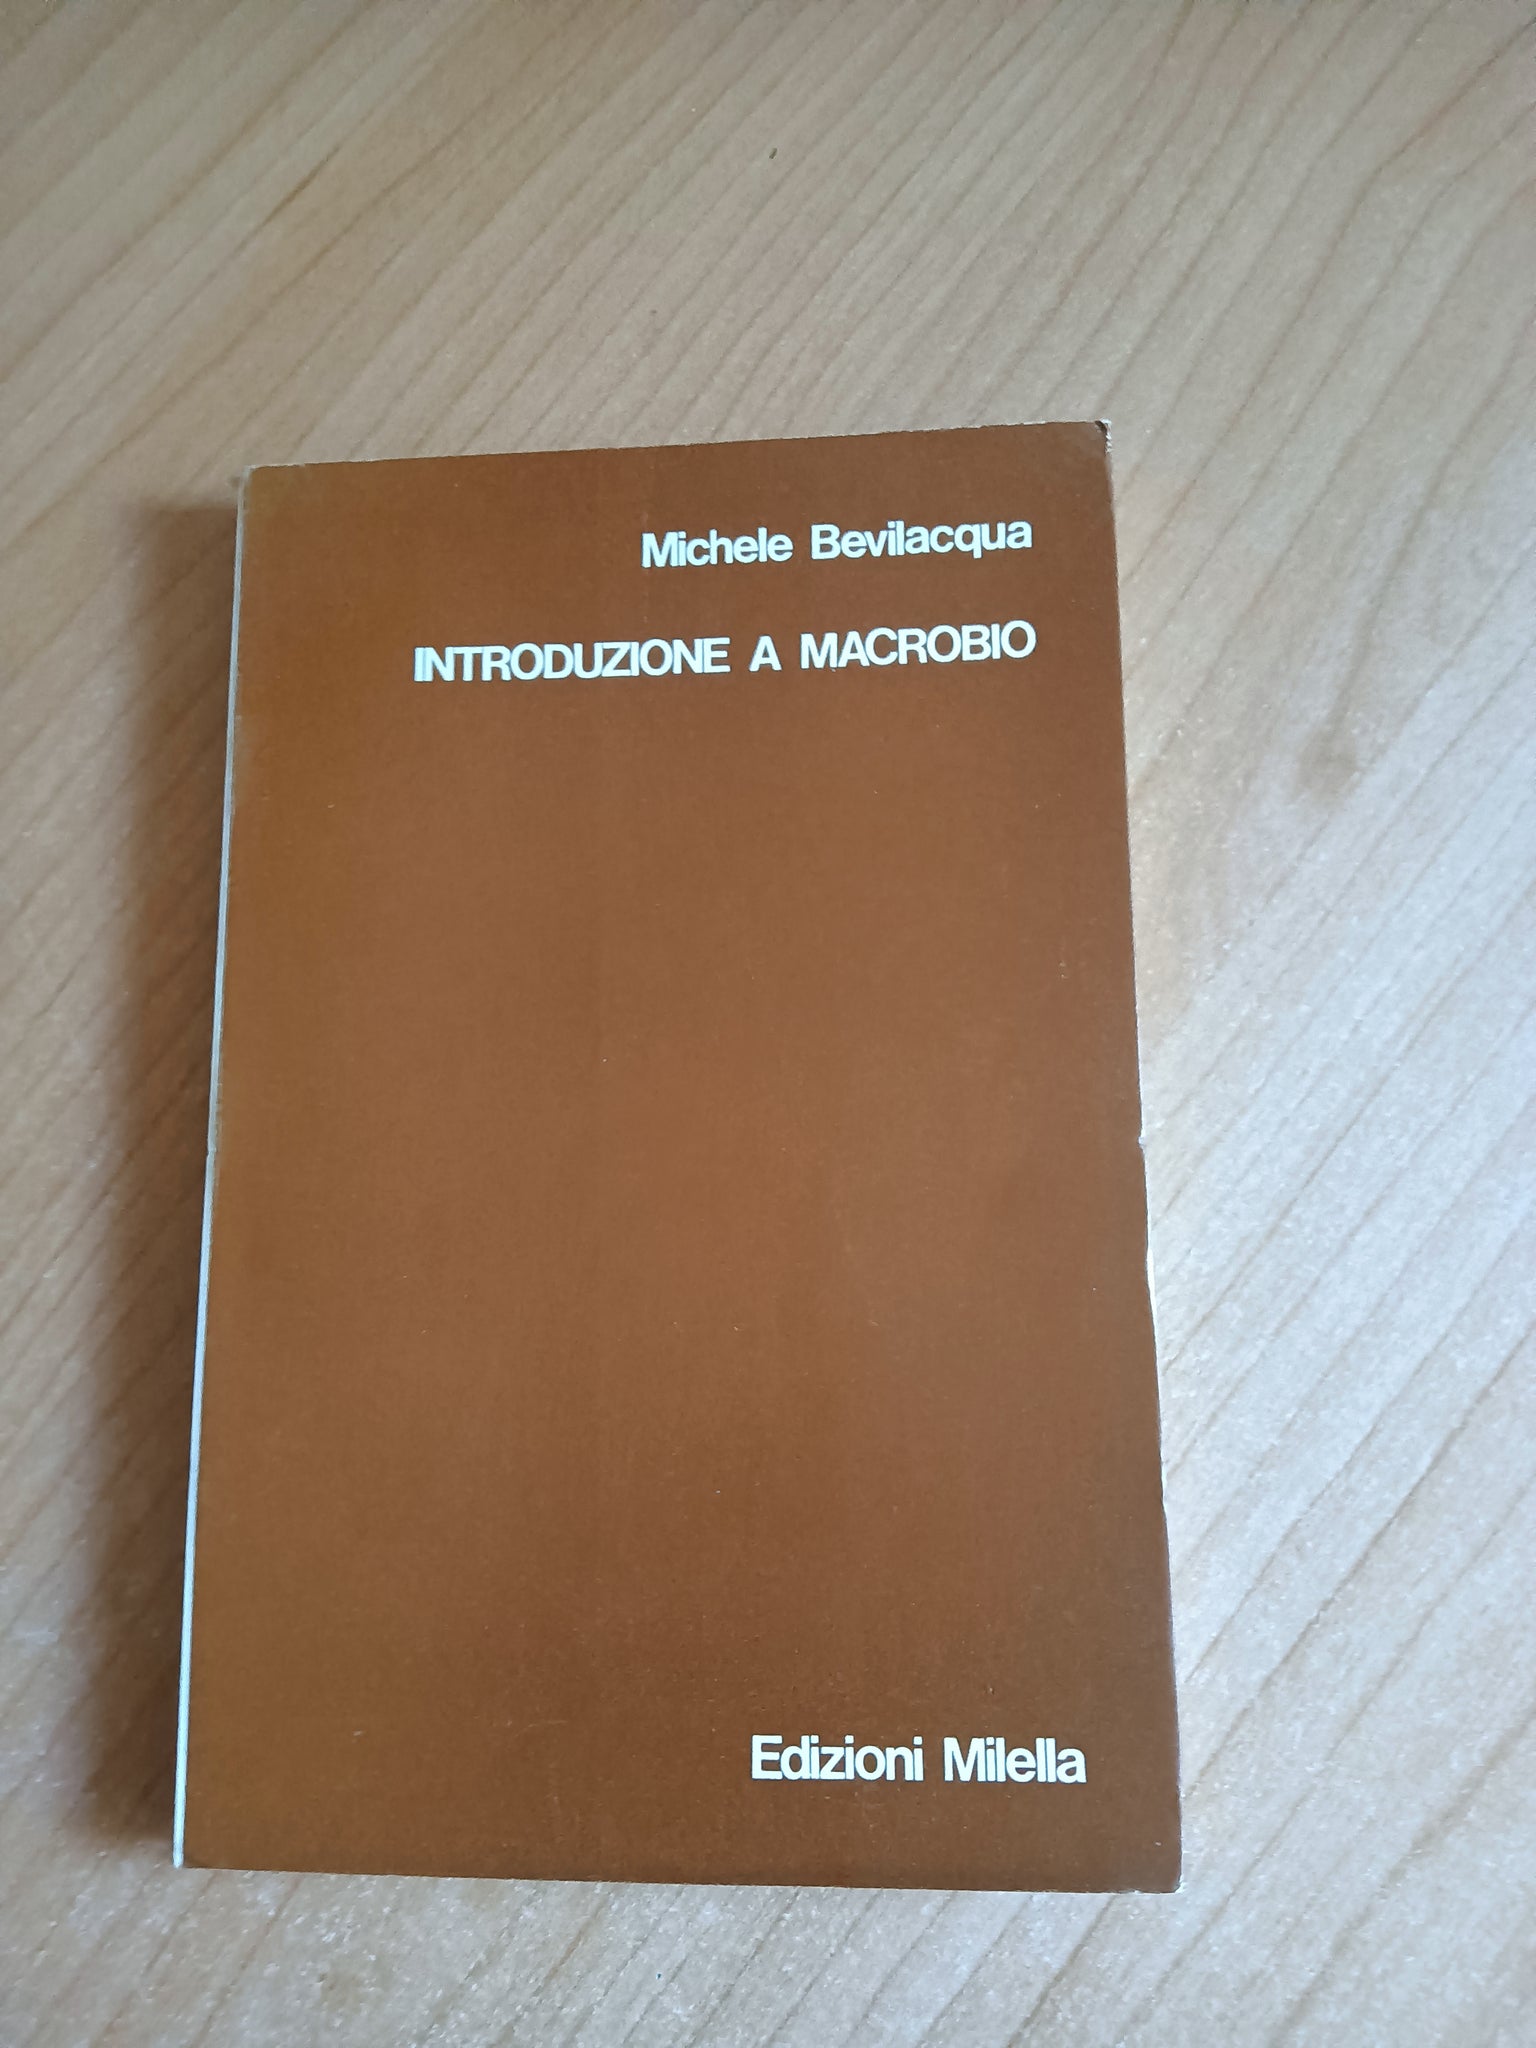 Michele Bevilacqua
INTRODUZIONE A MACROBIO
Edizioni Milella